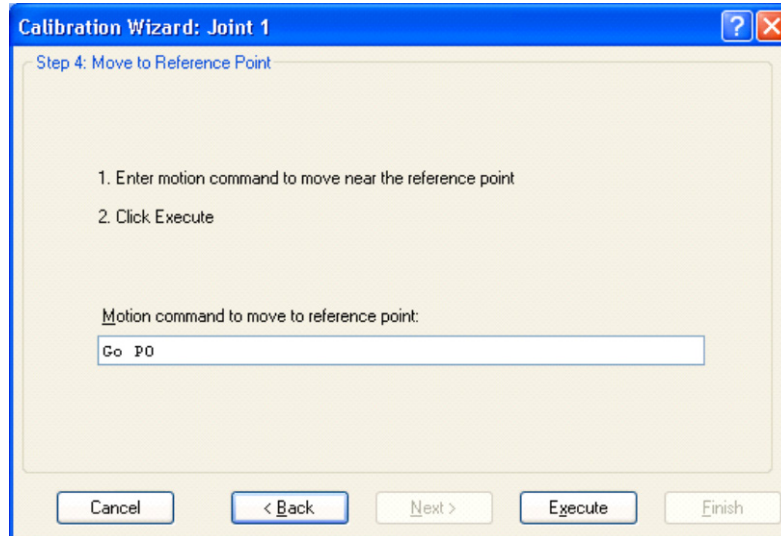 Calibration Wizard: Joint 1
Step 4: Move to Reference Point
1. Enter motion command to move near the reference point
2. Click Execute
Motion command to move to reference point:
Go P0
Cancel < Back Next > Execute Finish